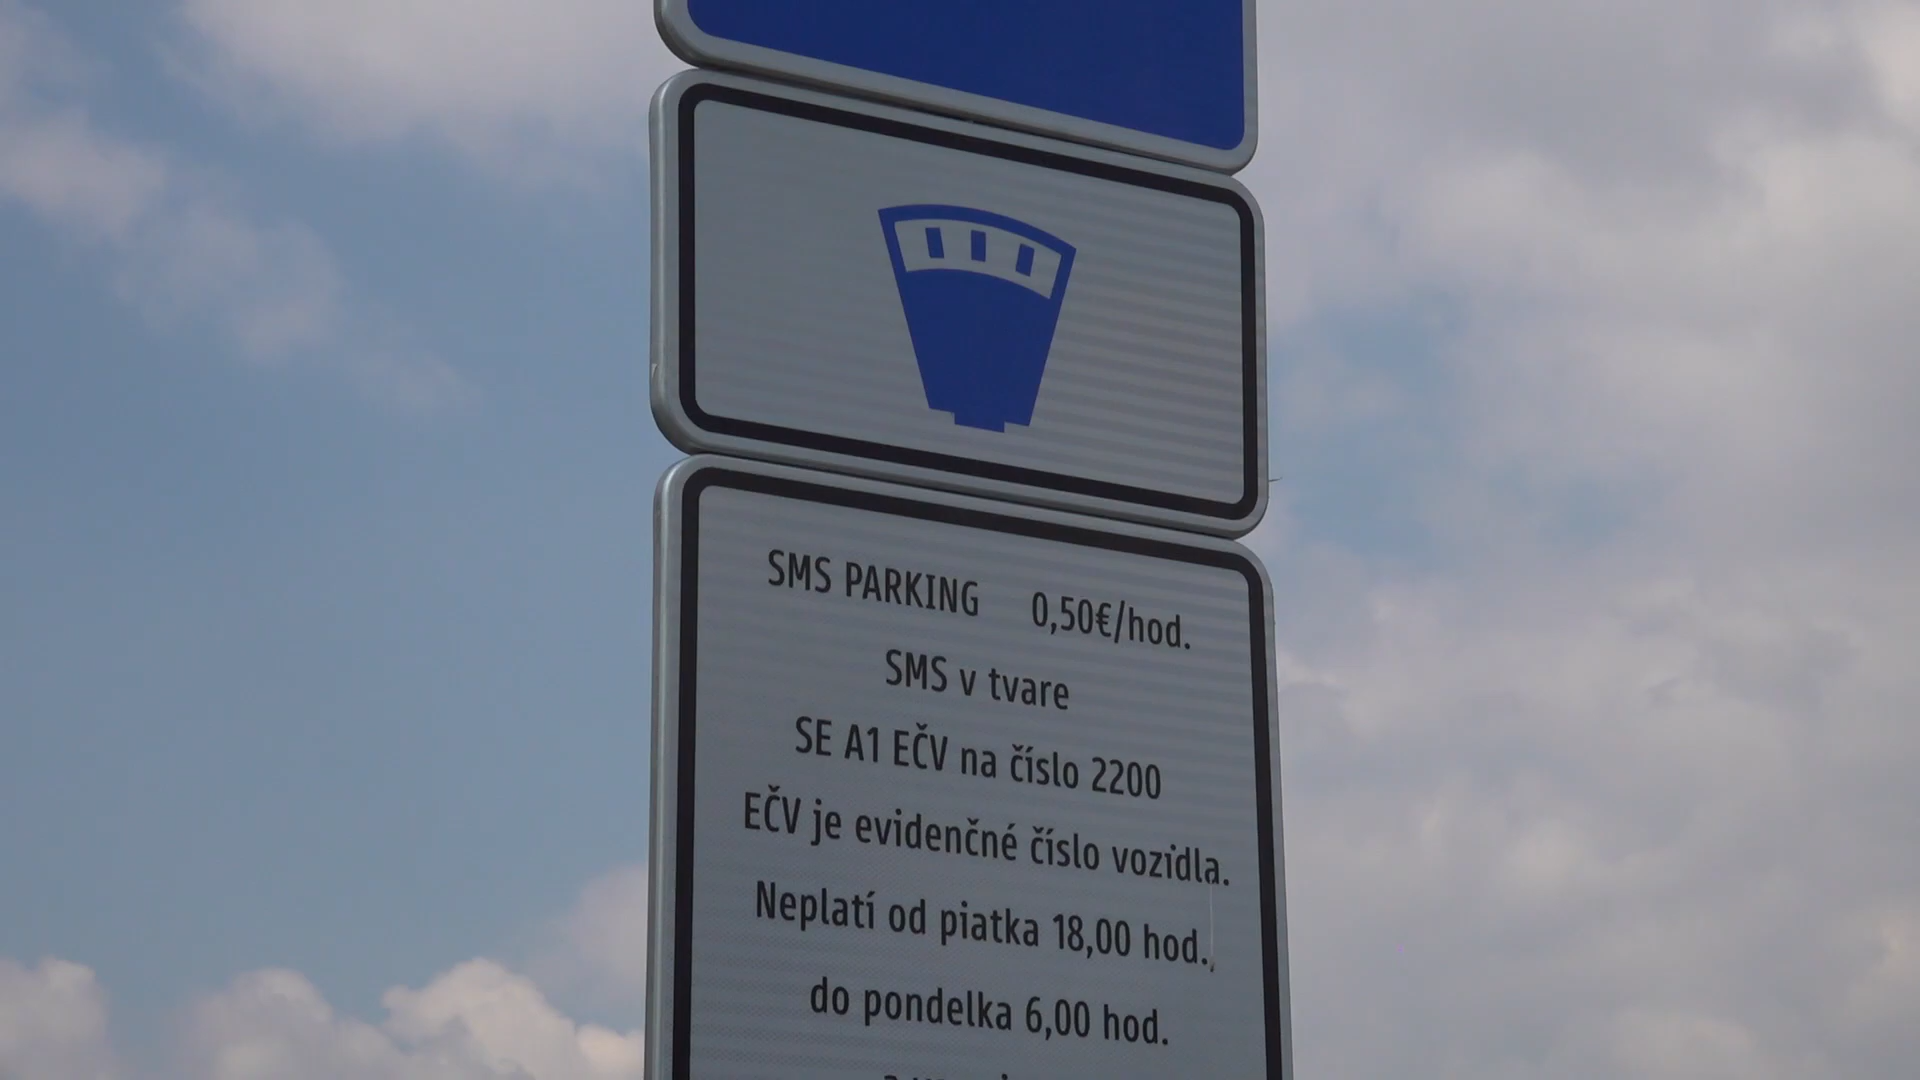 SMS PARKING 0,50€/hod.
SMS v tvare
SE A1 EČV na číslo 2200
EČV je evidenčné číslo vozidla.
Neplatí od piatka 18,00 hod.,
do pondelka 6,00 hod.